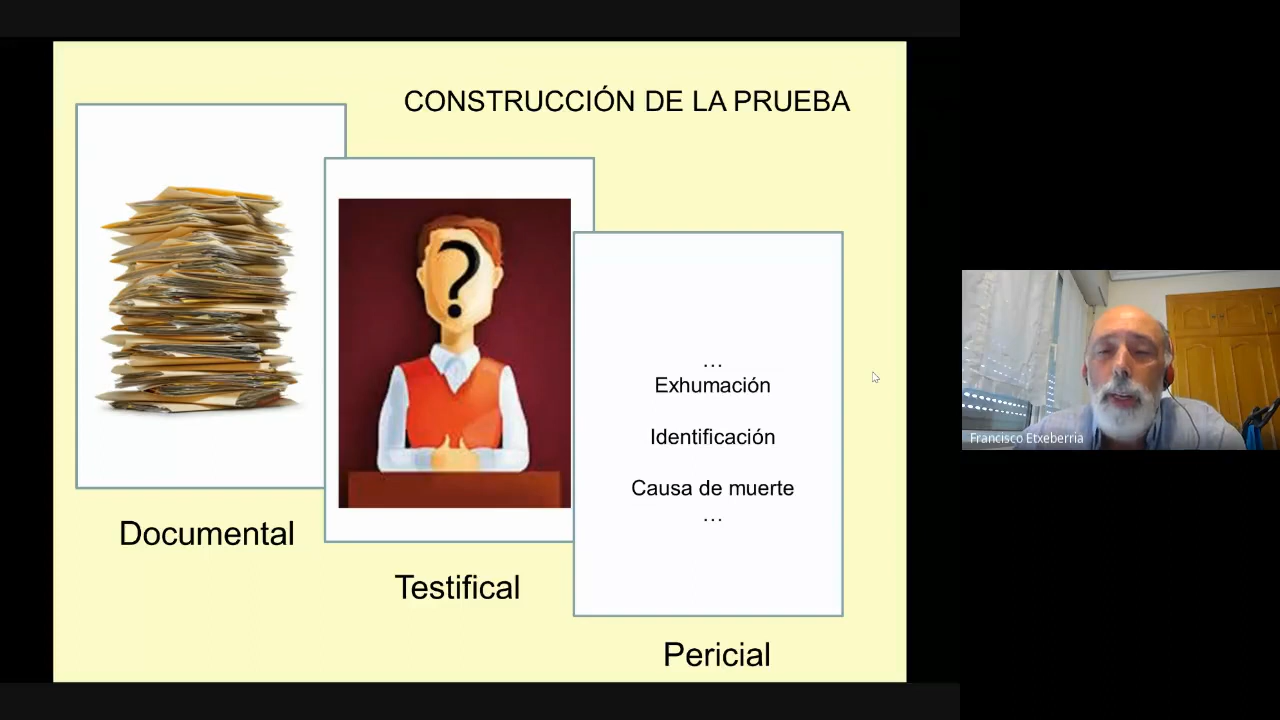 CONSTRUCCIÓN DE LA PRUEBA
?
...
Exhumación
Identificación
Causa de muerte
...
Documental
Testifical
Pericial
Francisco Etxeberria